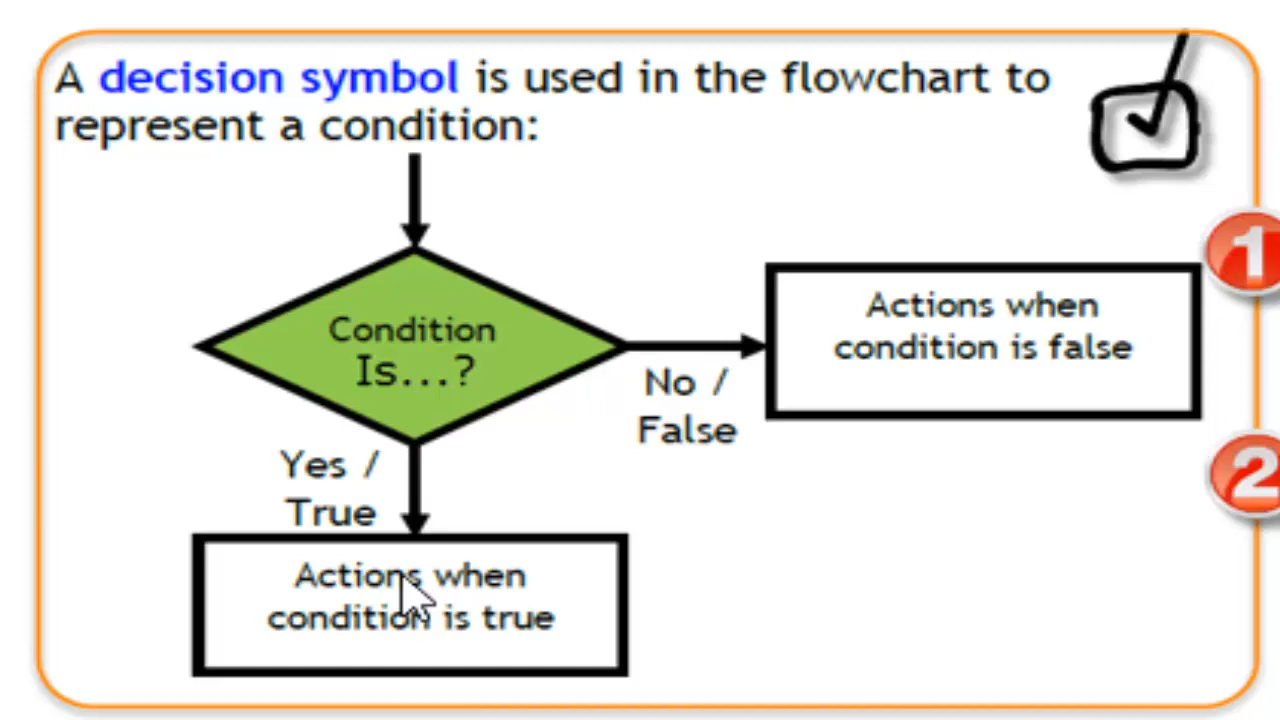 A decision symbol is used in the flowchart to
represent a condition:
Condition
Is...?
No /
False
Actions when
condition is false
Yes /
True
Actions when
condition is true
1
2